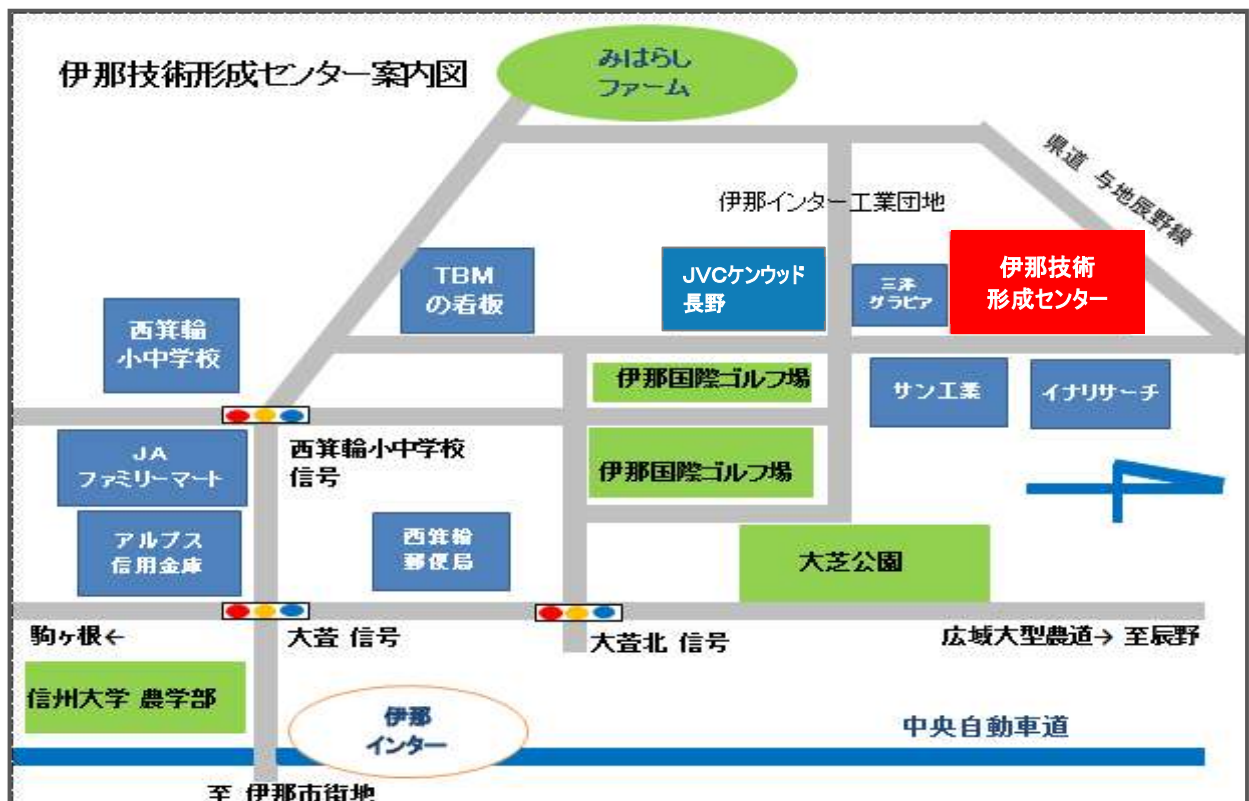 伊那技術形成センター案内図
みはらし
ファーム
県道 与地辰野線
伊那インター工業団地
TBM
の看板
JVCケンウッド
長野
三洋
グラビア
伊那技術
形成センター
西箕輪
小中学校
伊那国際ゴルフ場
サン工業
イナリサーチ
JA
ファミリーマート
西箕輪小中学校
信号
伊那国際ゴルフ場
アルプス
信用金庫
西箕輪
郵便局
大芝公園
駒ヶ根←
大萱 信号
大萱北 信号
広域大型農道→ 至辰野
信州大学 農学部
伊那
インター
中央自動車道
至 伊那市街地